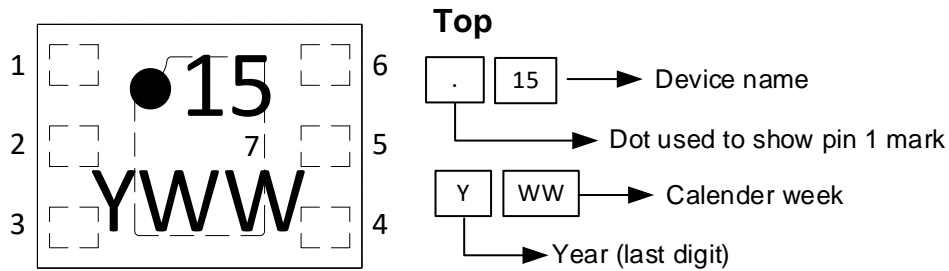 Top
1 15 6
2 7 5
YWW
3 4
. 15 Device name
Dot used to show pin 1 mark
Y WW Calender week
Year (last digit)